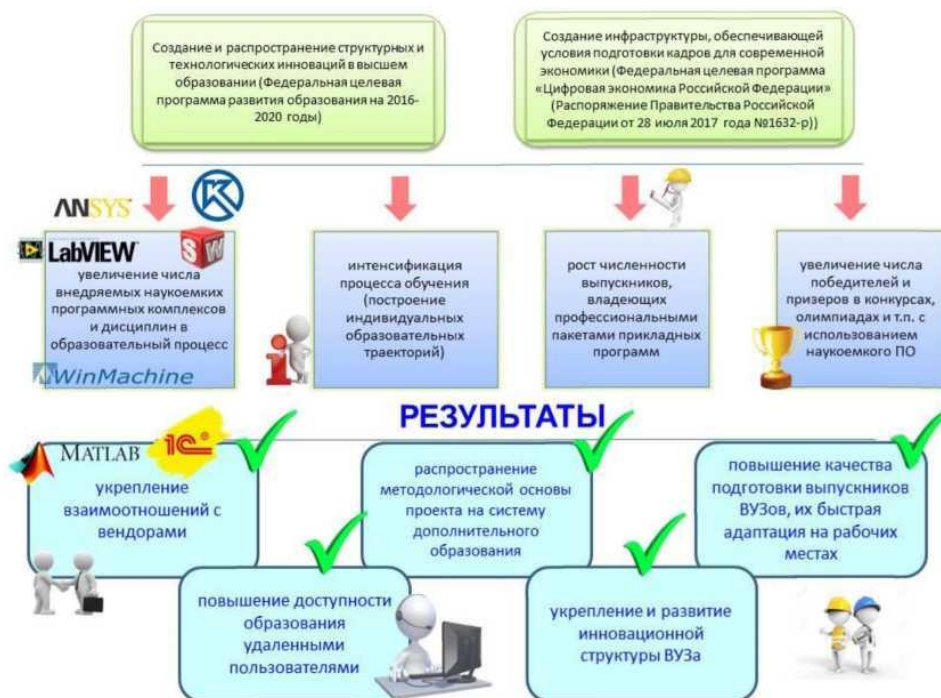 Создание и распространение структурных и
технологических инноваций в высшем
образовании (Федеральная целевая
программа развития образования на 2016-
2020 годы)
Создание инфраструктуры, обеспечивающей
условия подготовки кадров для современной
экономики (Федеральная целевая программа
«Цифровая экономика Российской Федерации»
(Распоряжение Правительства Российской
Федерации от 28 июля 2017 года №1632-р))
ANSYS
LabVIEW
SW
увеличение числа
внедряемых наукоемких
программных комплексов
и дисциплин в
образовательный процесс
WinMachine
интенсификация
процесса обучения
(построение
индивидуальных
образовательных
траекторий)
рост численности
выпускников,
владеющих
профессиональными
пакетами прикладных
программ
увеличение числа
победителей и
призеров в конкурсах,
олимпиадах и т.п. с
использованием
наукоемкого ПО
РЕЗУЛЬТАТЫ
MATLAB
1С
укрепление
взаимоотношений с
вендорами
распространение
методологической основы
проекта на систему
дополнительного
образования
повышение качества
подготовки выпускников
ВУЗов, их быстрая
адаптация на рабочих
местах
повышение доступности
образования
удаленными
пользователями
укрепление и развитие
инновационной
структуры ВУЗа